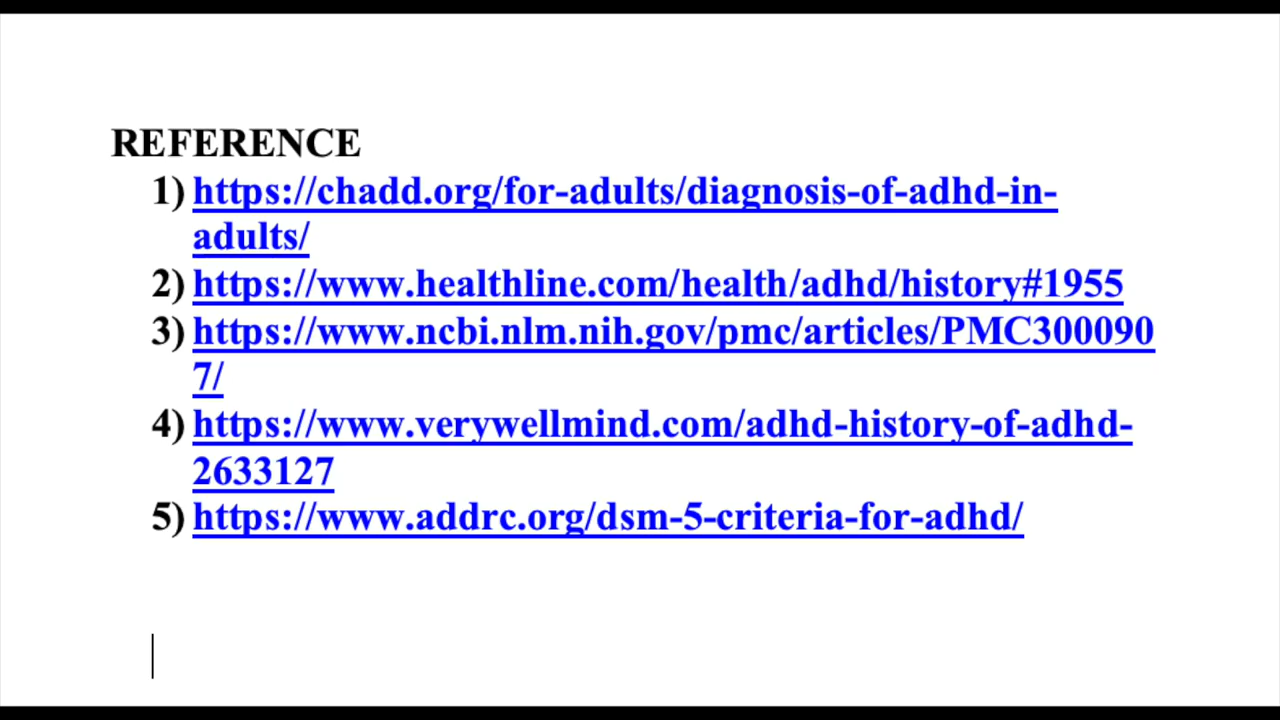 REFERENCE
1) https://chadd.org/for-adults/diagnosis-of-adhd-in-
adults/
2) https://www.healthline.com/health/adhd/history#1955
3) https://www.ncbi.nlm.nih.gov/pmc/articles/PMC300090
7/
4) https://www.verywellmind.com/adhd-history-of-adhd-
2633127
5) https://www.addrc.org/dsm-5-criteria-for-adhd/